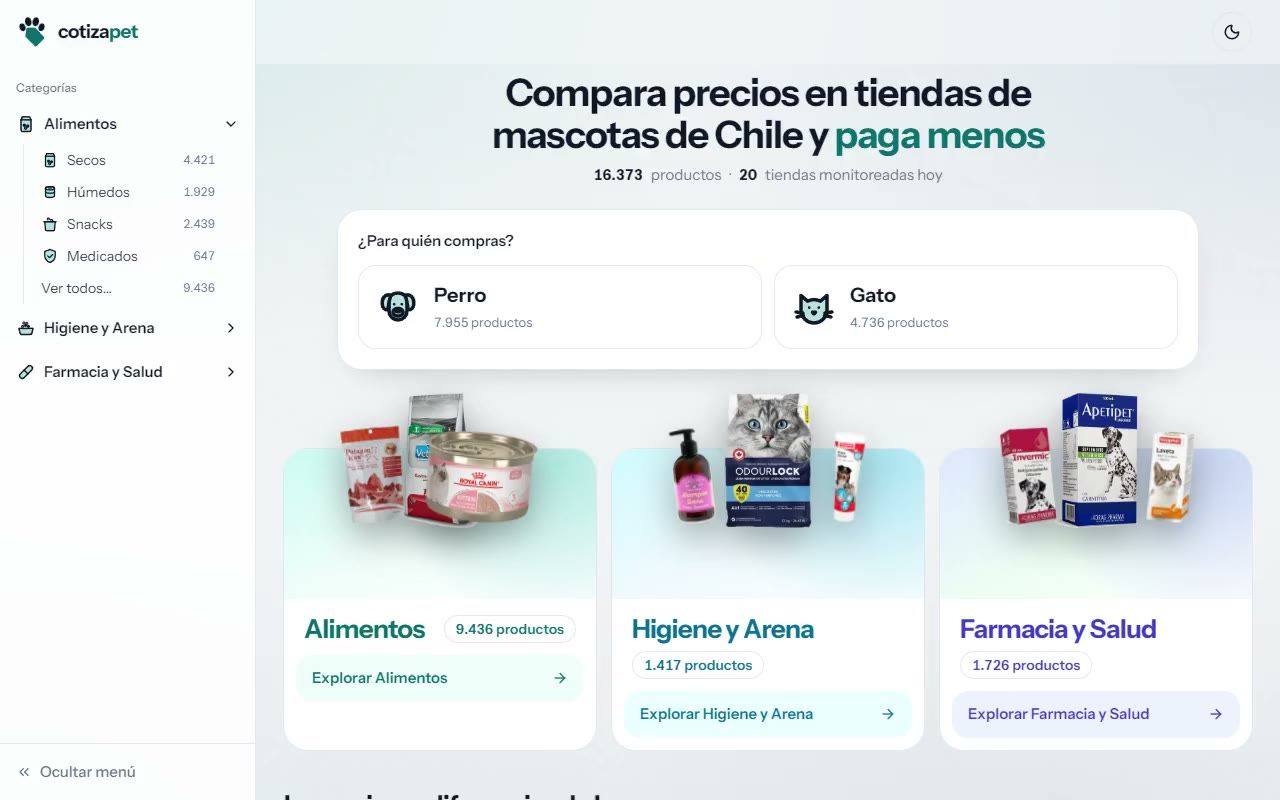 cotizapet
Categorías
Alimentos
Secos 4.421
Húmedos 1.929
Snacks 2.439
Medicados 647
Ver todos... 9.436
Higiene y Arena
Farmacia y Salud
Ocultar menú
Compara precios en tiendas de
mascotas de Chile y paga menos
16.373 productos · 20 tiendas monitoreadas hoy
¿Para quién compras?
Perro
7.955 productos
Gato
4.736 productos
ROYAL CANIN
KITTEN
Alimentos
9.436 productos
Explorar Alimentos
ODOURLOCK
40
Higiene y Arena
1.417 productos
Explorar Higiene y Arena
Invermic
Apetipet
Laveta
Farmacia y Salud
1.726 productos
Explorar Farmacia y Salud